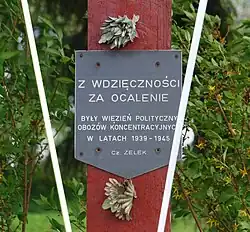 Z WDZIĘCZNOŚCI
ZA OCALENIE
BYŁY WIĘZIEŃ POLITYCZNY
OBOZÓW KONCENTRACYJNYCH
W LATACH 1939-1945
Cz. ZELEK